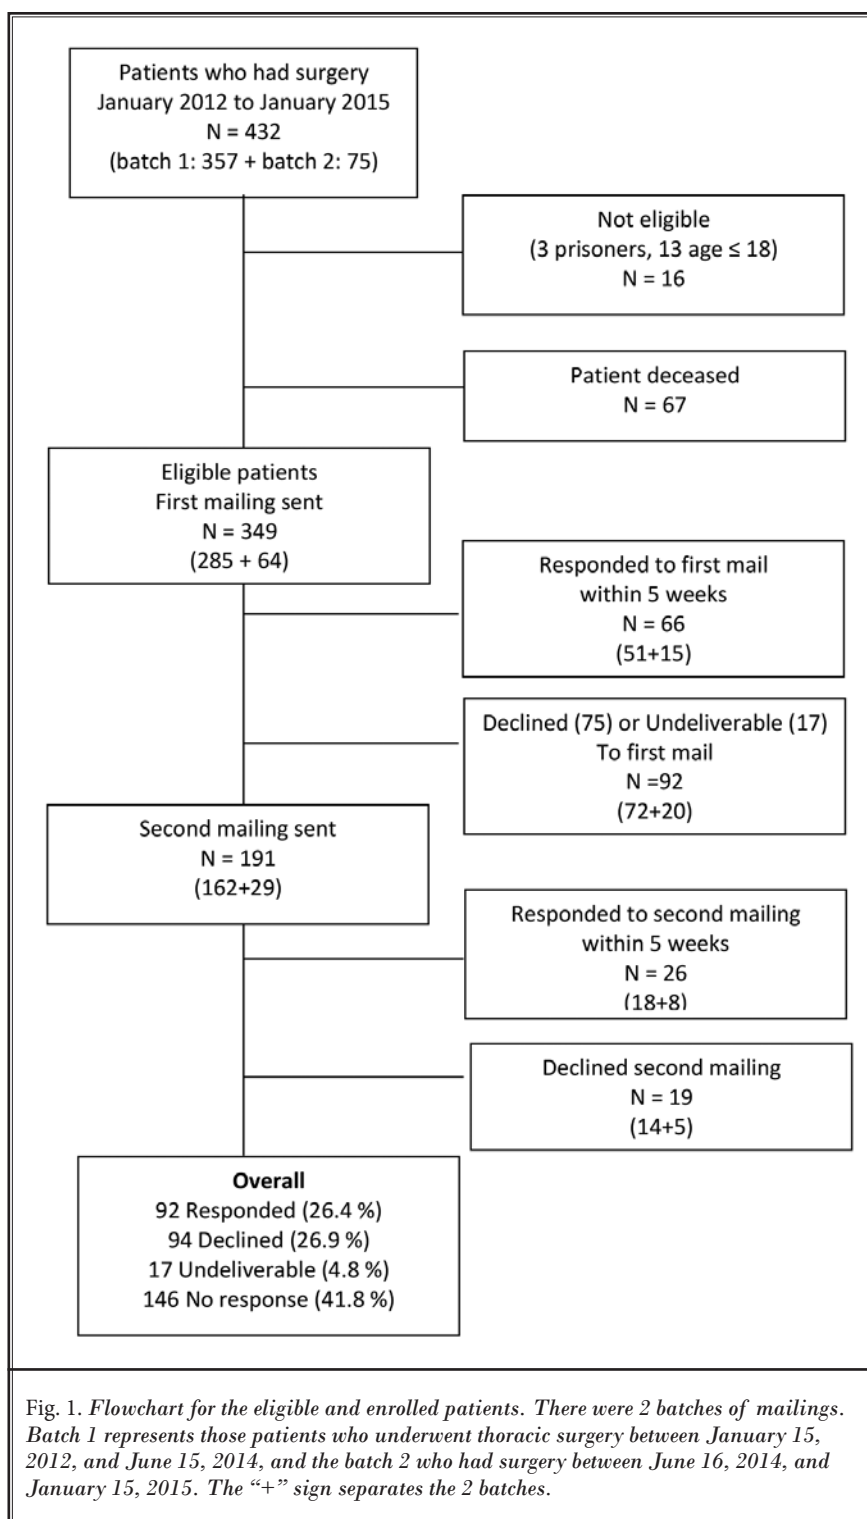 Patients who had surgery
January 2012 to January 2015
N = 432
(batch 1: 357 + batch 2: 75)
Not eligible
(3 prisoners, 13 age ≤ 18)
N = 16
Patient deceased
N = 67
Eligible patients
First mailing sent
N = 349
(285 + 64)
Responded to first mail
within 5 weeks
N = 66
(51+15)
Declined (75) or Undeliverable (17)
To first mail
N =92
(72+20)
Second mailing sent
N = 191
(162+29)
Responded to second mailing
within 5 weeks
N = 26
(18+8)
Declined second mailing
N = 19
(14+5)
Overall
92 Responded (26.4 %)
94 Declined (26.9 %)
17 Undeliverable (4.8 %)
146 No response (41.8 %)
Fig. 1. Flowchart for the eligible and enrolled patients. There were 2 batches of mailings.
Batch 1 represents those patients who underwent thoracic surgery between January 15,
2012, and June 15, 2014, and the batch 2 who had surgery between June 16, 2014, and
January 15, 2015. The “+” sign separates the 2 batches.